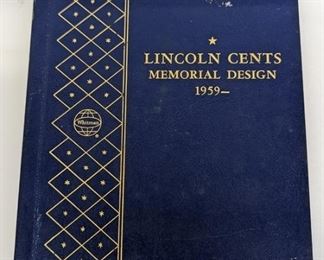 LINCOLN CENTS
MEMORIAL DESIGN
1959—
Whitman
®